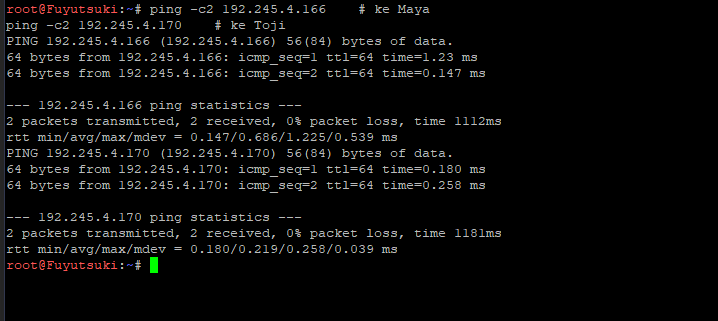 root@Fuyutsuki:~# ping -c2 192.245.4.166    # ke Maya
ping -c2 192.245.4.170    # ke Toji
PING 192.245.4.166 (192.245.4.166) 56(84) bytes of data.
64 bytes from 192.245.4.166: icmp_seq=1 ttl=64 time=1.23 ms
64 bytes from 192.245.4.166: icmp_seq=2 ttl=64 time=0.147 ms

--- 192.245.4.166 ping statistics ---
2 packets transmitted, 2 received, 0% packet loss, time 1112ms
rtt min/avg/max/mdev = 0.147/0.686/1.225/0.539 ms
PING 192.245.4.170 (192.245.4.170) 56(84) bytes of data.
64 bytes from 192.245.4.170: icmp_seq=1 ttl=64 time=0.180 ms
64 bytes from 192.245.4.170: icmp_seq=2 ttl=64 time=0.258 ms

--- 192.245.4.170 ping statistics ---
2 packets transmitted, 2 received, 0% packet loss, time 1181ms
rtt min/avg/max/mdev = 0.180/0.219/0.258/0.039 ms
root@Fuyutsuki:~#